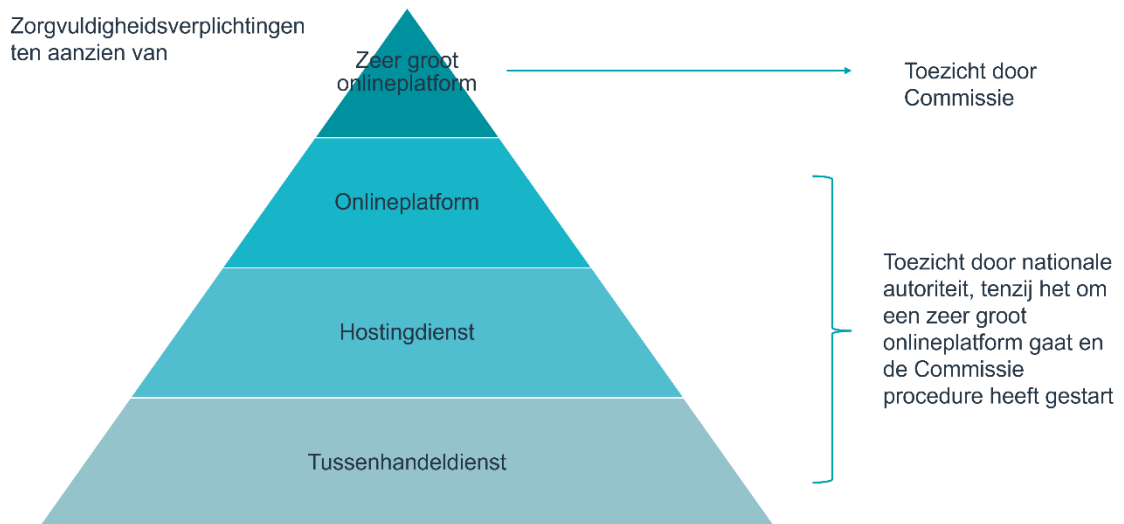 Zorgvuldigheidsverplichtingen
ten aanzien van
Zeer groot
onlineplatform
Toezicht door
Commissie
Onlineplatform
Hostingdienst
Tussenhandeldienst
Toezicht door nationale
autoriteit, tenzij het om
een zeer groot
onlineplatform gaat en
de Commissie
procedure heeft gestart